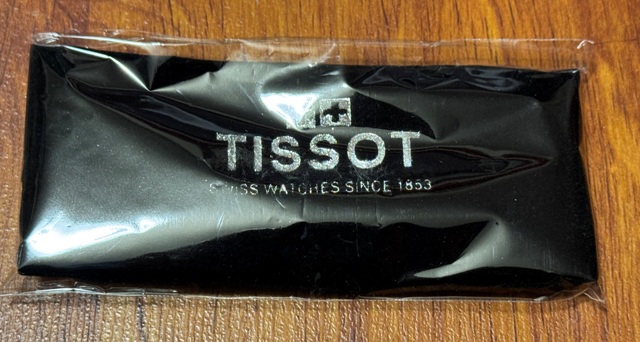 TISSOT
SWISS WATCHES SINCE 1853